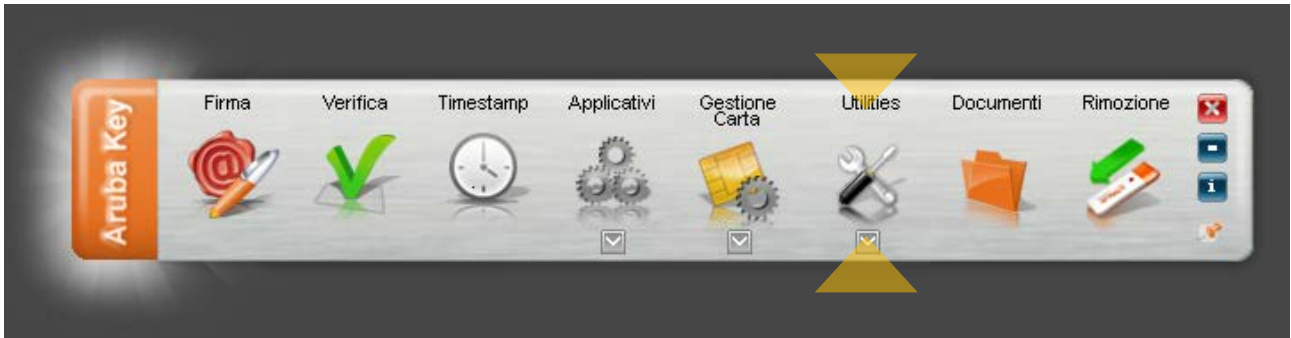 Aruba Key
Firma
Verifica
Timestamp
Applicativi
Gestione
Carta
Utilities
Documenti
Rimozione